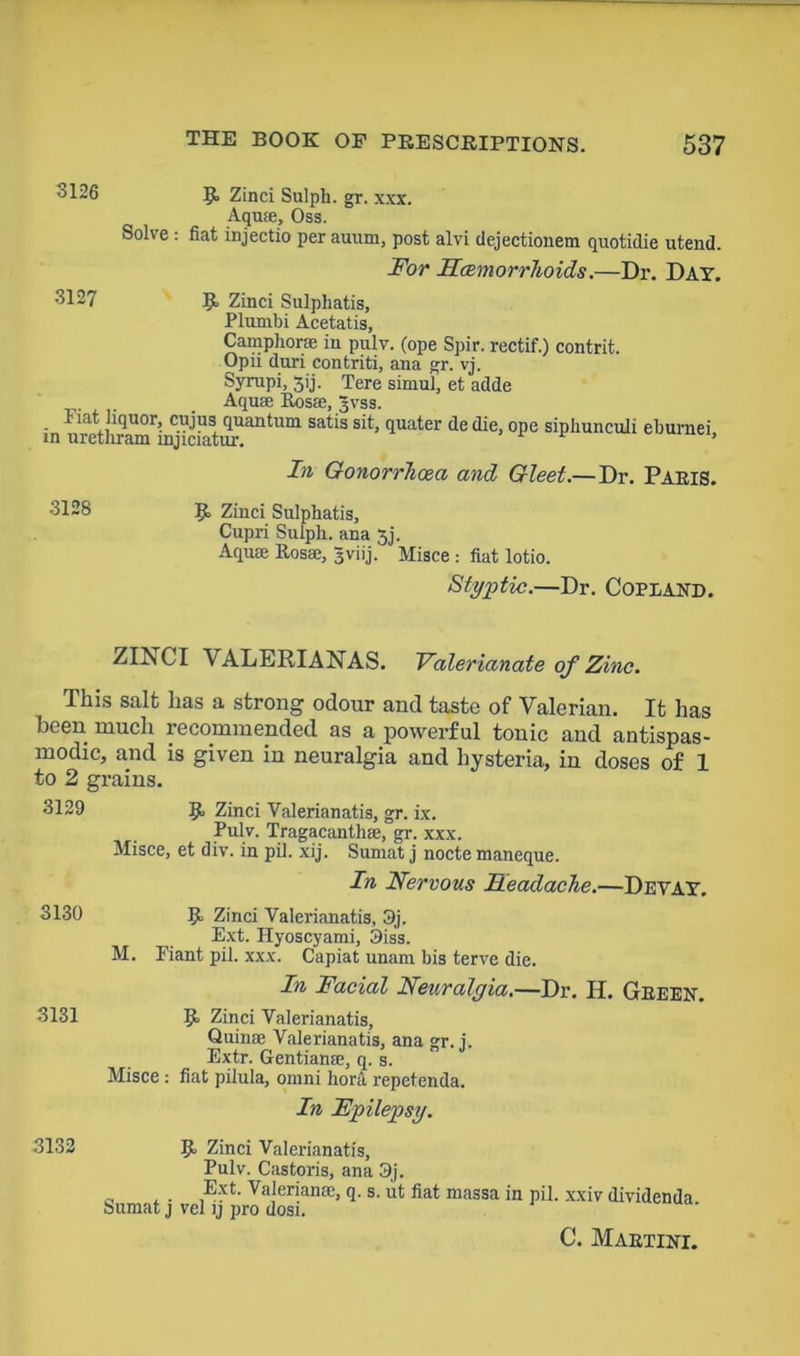 THE BOOK OF PRESCRIPTIONS. 537
3126 ℞ Zinci Sulph. gr. xxx.
Aquæ, Oss.
Solve : fiat injectio per auum, post alvi dejectionem quotidie utend.
For Hæmorrhoids.—Dr. DAY.
3127 ℞ Zinci Sulphatis,
Plumbi Acetatis,
Camphoræ in pulv. (ope Spir. rectif.) contrit.
Opii duri contriti, ana gr. vj.
Syrupi, ʒij. Tere simul, et adde
Aquæ Rosæ, ℥vss.
Fiat liquor, cujus quantum satis sit, quater de die, ope siphunculi eburnei,
in urethram injiciatur.
In Gonorrhœa and Gleet.—Dr. PARIS.
3128 ℞ Zinci Sulphatis,
Cupri Sulph. ana ʒj.
Aquæ Rosæ, ℥viij. Misce : fiat lotio.
Styptic.—Dr. COPLAND.
ZINCI VALERIANAS. Valerianate of Zinc.
This salt has a strong odour and taste of Valerian. It has
been much recommended as a powerful tonic and antispas-
modic, and is given in neuralgia and hysteria, in doses of 1
to 2 grains.
3129 ℞ Zinci Valerianatis, gr. ix.
Pulv. Tragacanthæ, gr. xxx.
Misce, et div. in pil. xij. Sumat j nocte maneque.
In Nervous Headache.—DEVAY.
3130 ℞ Zinci Valerianatis, ℈j.
Ext. Hyoscyami, ℈iss.
M. Fiant pil. xxx. Capiat unam bis terve die.
In Facial Neuralgia.—Dr. H. GREEN.
3131 ℞ Zinci Valerianatis,
Quinæ Valerianatis, ana gr. j.
Extr. Gentianæ, q. s.
Misce : fiat pilula, omni horâ repetenda.
In Epilepsy.
3132 ℞ Zinci Valerianatis,
Pulv. Castoris, ana ℈j.
Ext. Valerianæ, q. s. ut fiat massa in pil. xxiv dividenda.
Sumat j vel ij pro dosi.
C. MARTINI.